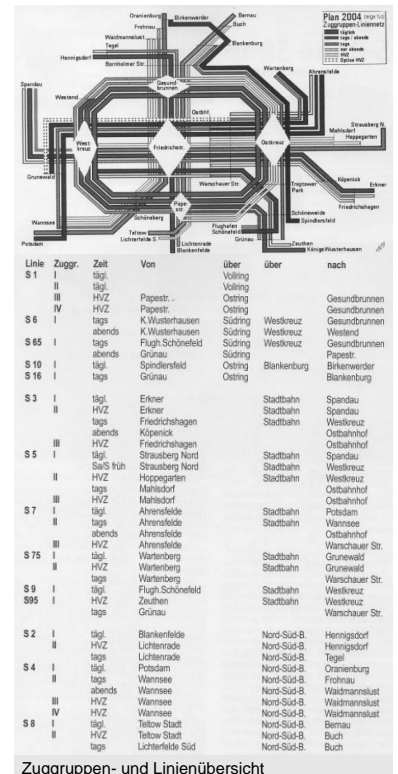 Oranienburg
Birkenwerder
Bernau
Buch
Frohnau
Waidmannslust
Tegel
Blankenburg
Hennigsdorf
Bornholmer Str.
Plan 2004
Zuggruppen-Liniennetz
täglich
tags / abends
tags
nur abends
HVZ
Option HVZ
Wartenberg
Ahrensfelde
Spandau
Gesund
brunnen
Westend
Ostbhf.
Strausberg N.
Mahlsdorf
Hoppegarten
West-
kreuz
Friedrichstr.
Ostkreuz
Grunewald
Warschauer Str.
Treptower
Park
Köpenick
Erkner
Friedrichshagen
Wannsee
Schöneberg
Pape
str.
Schöneweide
Spindlersfeld
Potsdam
Teltow
Lichterfelde S.
Lichtenrade
Blankenfelde
Flughafen
Schönefeld
Grünau
Zeuthen
Königs Wusterhausen
Linie Zuggr. Zeit Von über über nach
S 1 I tägl. Vollring
II tägl. Vollring
III HVZ Papestr. Ostring Gesundbrunnen
IV HVZ Papestr. Ostring Gesundbrunnen
S 6 I tags K.Wusterhausen Südring Westkreuz Gesundbrunnen
abends K.Wusterhausen Südring Westkreuz Westend
S 65 I tags Flugh.Schönefeld Südring Westkreuz Gesundbrunnen
abends Grünau Südring Papestr.
S 10 I tägl. Spindlersfeld Ostring Blankenburg Birkenwerder
S 16 I tags Grünau Ostring Blankenburg
S 3 I tägl. Erkner Stadtbahn Spandau
II HVZ Erkner Stadtbahn Spandau
tags Friedrichshagen Stadtbahn Westkreuz
abends Köpenick Ostbahnhof
III HVZ Friedrichshagen Ostbahnhof
S 5 I tägl. Strausberg Nord Stadtbahn Spandau
Sa/S früh Strausberg Nord Stadtbahn Westkreuz
II HVZ Hoppegarten Stadtbahn Westkreuz
tags Mahlsdorf Ostbahnhof
III HVZ Mahlsdorf Ostbahnhof
S 7 I tägl. Ahrensfelde Stadtbahn Potsdam
II tags Ahrensfelde Stadtbahn Wannsee
abends Ahrensfelde Ostbahnhof
III HVZ Ahrensfelde Warschauer Str.
S 75 I tägl. Wartenberg Stadtbahn Grunewald
II HVZ Wartenberg Stadtbahn Grunewald
tags Wartenberg Warschauer Str.
S 9 I tägl. Flugh.Schönefeld Stadtbahn Westkreuz
S95 I HVZ Zeuthen Stadtbahn Westkreuz
tags Grünau Warschauer Str.
S 2 I tägl. Blankenfelde Nord-Süd-B. Hennigsdorf
II HVZ Lichtenrade Nord-Süd-B. Hennigsdorf
tags Lichtenrade Nord-Süd-B. Tegel
S 4 I tägl. Potsdam Nord-Süd-B. Oranienburg
II tags Wannsee Nord-Süd-B. Frohnau
abends Wannsee Nord-Süd-B. Waidmannslust
III HVZ Wannsee Nord-Süd-B. Waidmannslust
IV HVZ Wannsee Nord-Süd-B. Waidmannslust
S 8 I tägl. Teltow Stadt Nord-Süd-B. Bernau
II HVZ Teltow Stadt Nord-Süd-B. Buch
tags Lichterfelde Süd Nord-Süd-B. Buch
Zuggruppen- und Linienübersicht